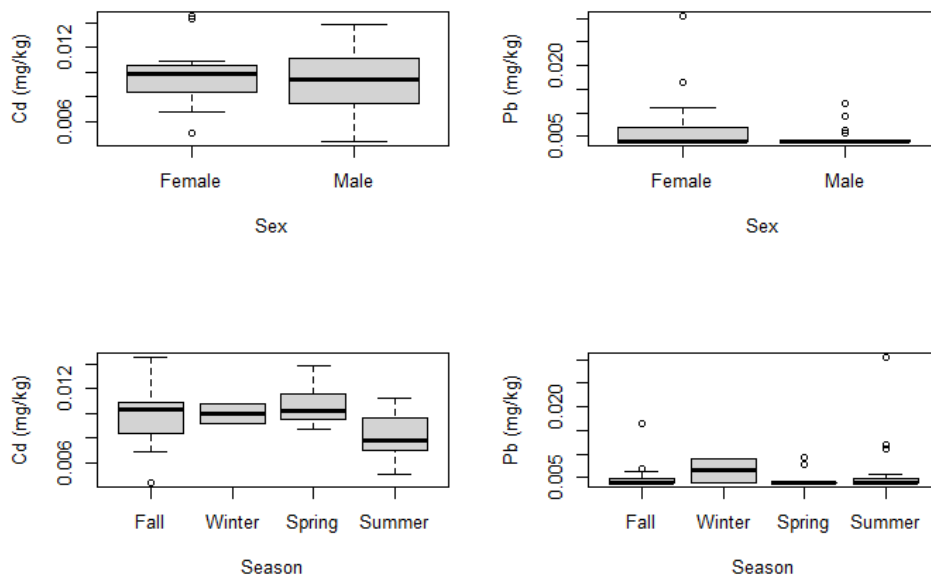 Cd (mg/kg)
0.012
0.006
Female
Male
Sex
Pb (mg/kg)
0.020
0.005
Female
Male
Sex
Cd (mg/kg)
0.012
0.006
Fall
Winter
Spring
Summer
Season
Pb (mg/kg)
0.020
0.005
Fall
Winter
Spring
Summer
Season